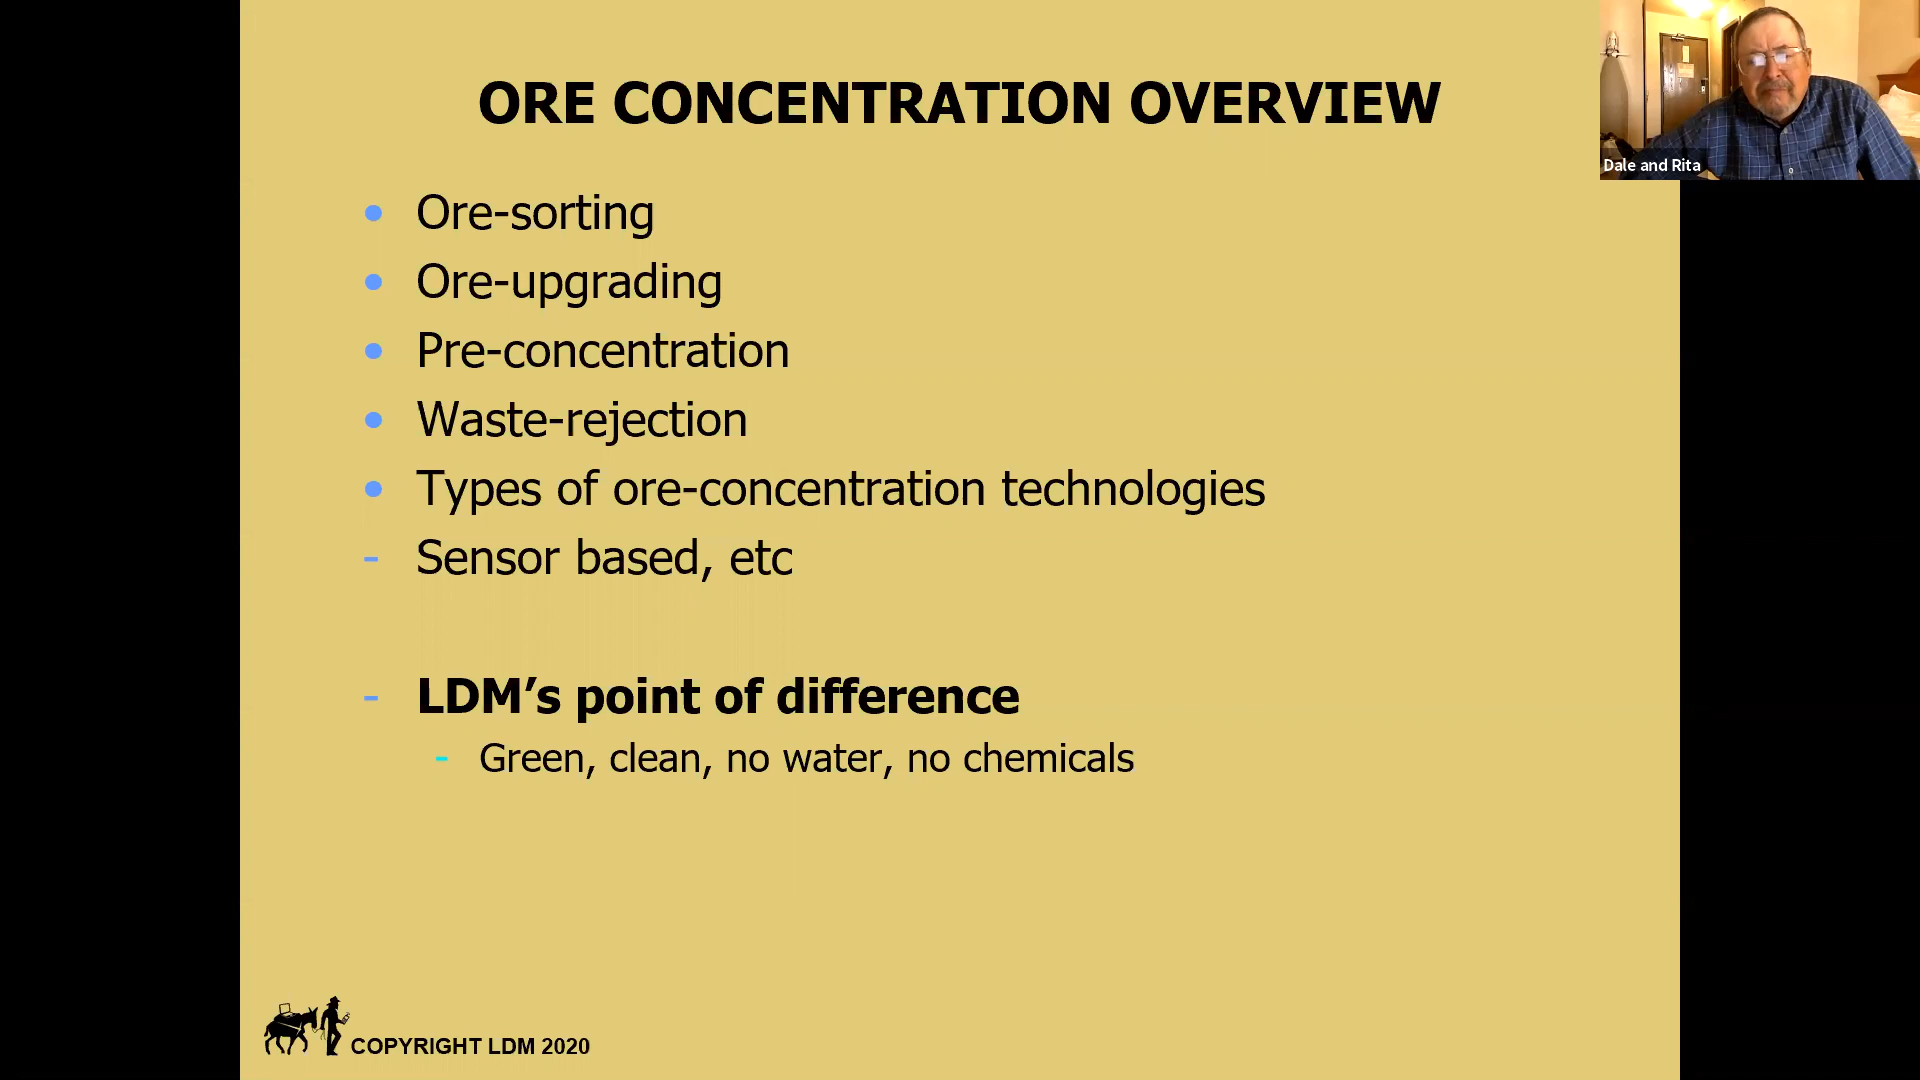 ORE CONCENTRATION OVERVIEW
Dale and Rita
• Ore-sorting
• Ore-upgrading
• Pre-concentration
• Waste-rejection
• Types of ore-concentration technologies
- Sensor based, etc
- LDM’s point of difference
- Green, clean, no water, no chemicals
COPYRIGHT LDM 2020